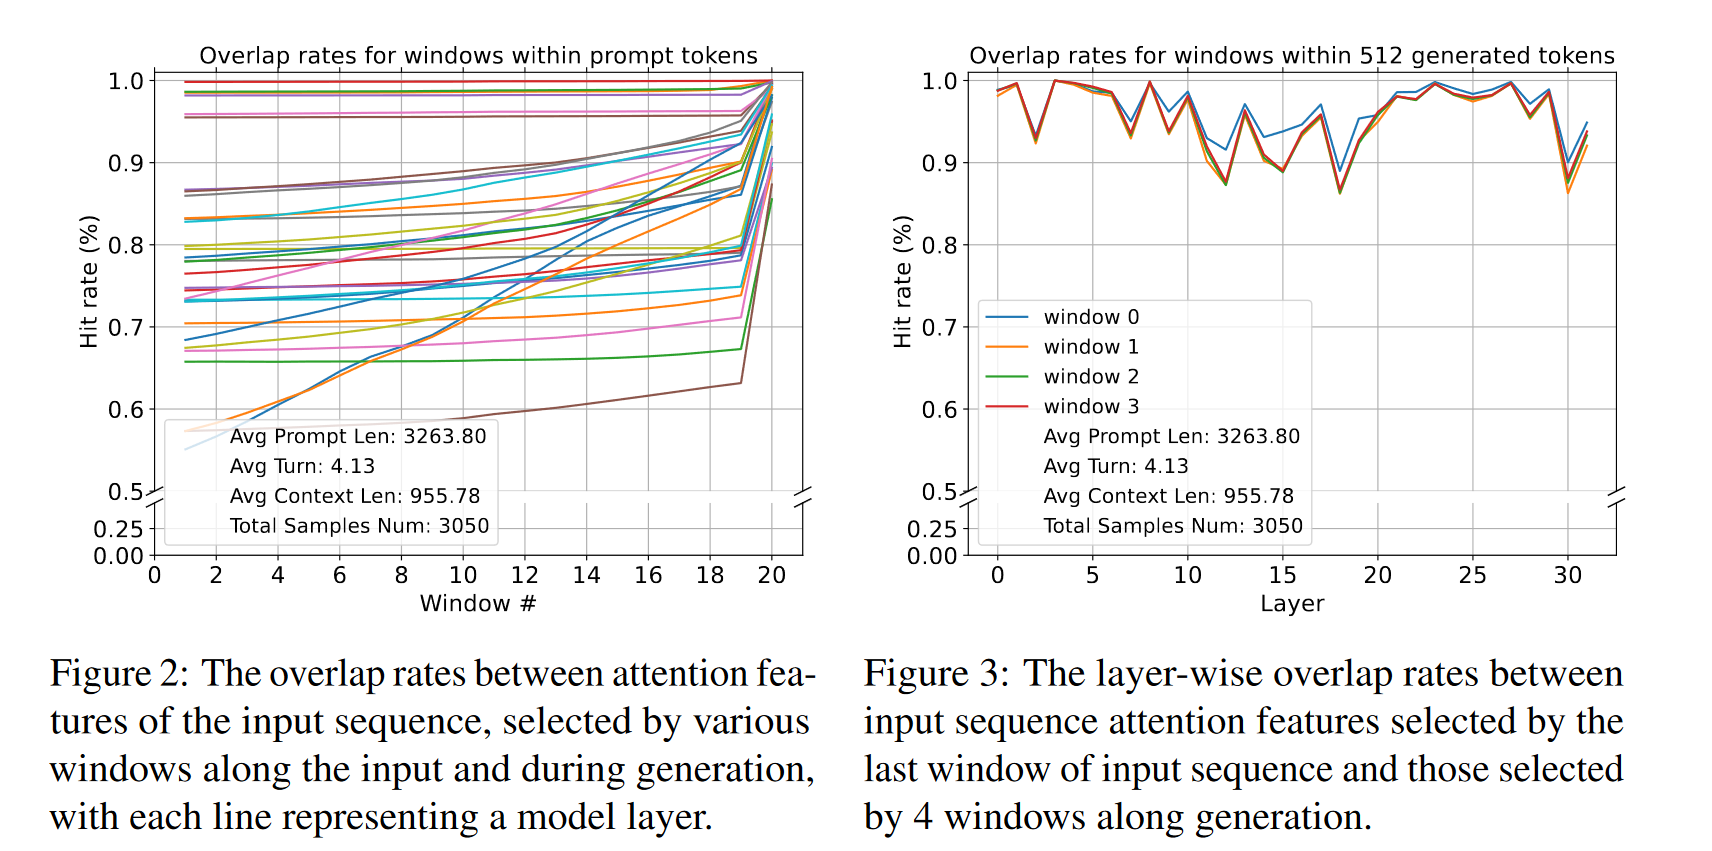 Overlap rates for windows within prompt tokens
1.0
0.9
0.8
0.7
0.6
0.5
0.25
0.00
Hit rate (%)
Avg Prompt Len: 3263.80
Avg Turn: 4.13
Avg Context Len: 955.78
Total Samples Num: 3050
0 2 4 6 8 10 12 14 16 18 20
Window #
Figure 2: The overlap rates between attention fea-
tures of the input sequence, selected by various
windows along the input and during generation,
with each line representing a model layer.
Overlap rates for windows within 512 generated tokens
1.0
0.9
0.8
0.7
0.6
0.5
0.25
0.00
Hit rate (%)
window 0
window 1
window 2
window 3
Avg Prompt Len: 3263.80
Avg Turn: 4.13
Avg Context Len: 955.78
Total Samples Num: 3050
0 5 10 15 20 25 30
Layer
Figure 3: The layer-wise overlap rates between
input sequence attention features selected by the
last window of input sequence and those selected
by 4 windows along generation.